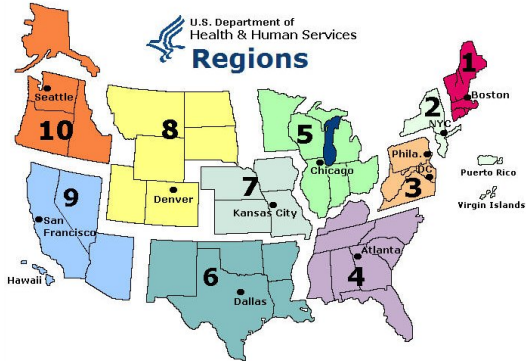 U.S. Department of
Health & Human Services
Regions
1
Boston
2
NYC
Seattle
10
8
5
Phila.
Puerto Rico
Chicago
DC
3
9
7
Denver
Kansas City
Virgin Islands
San
Francisco
Atlanta
4
Hawaii
6
Dallas